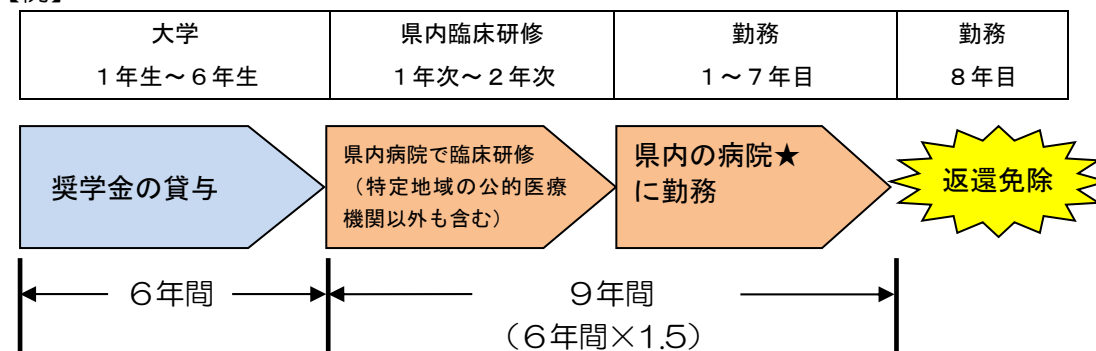 大学
１年生～６年生
県内臨床研修
１年次～２年次
勤務
１～７年目
勤務
８年目
奨学金の貸与
県内病院で臨床研修
（特定地域の公的医療
機関以外も含む）
県内の病院★
に勤務
返還免除
６年間
９年間
（６年間×1.5）